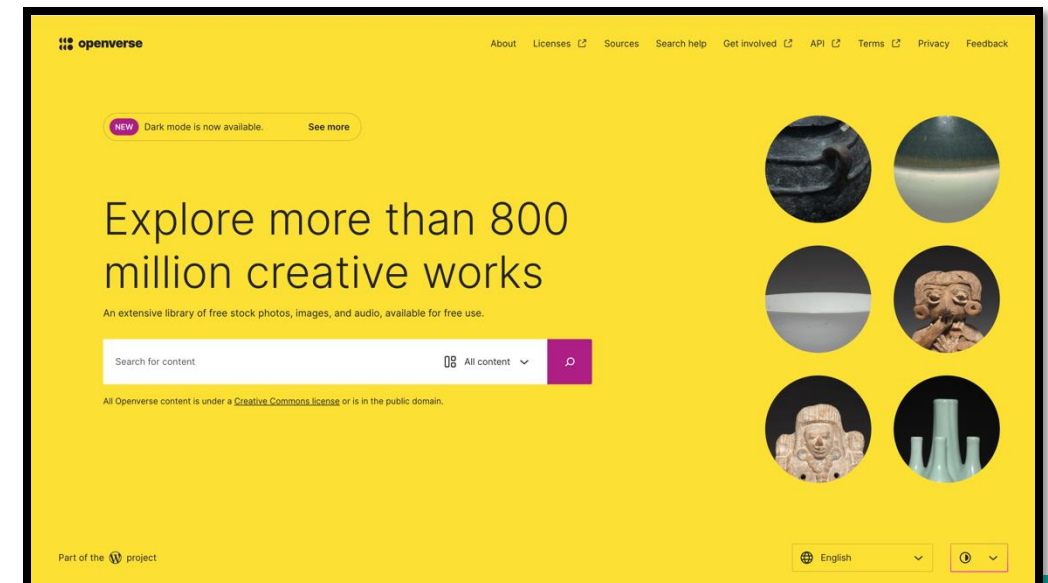 openverse
About Licenses Sources Search help Get involved API Terms Privacy Feedback
NEW Dark mode is now available. See more
Explore more than 800
million creative works
An extensive library of free stock photos, images, and audio, available for free use.
Search for content All content
All Openverse content is under a Creative Commons license or is in the public domain.
Part of the project
English